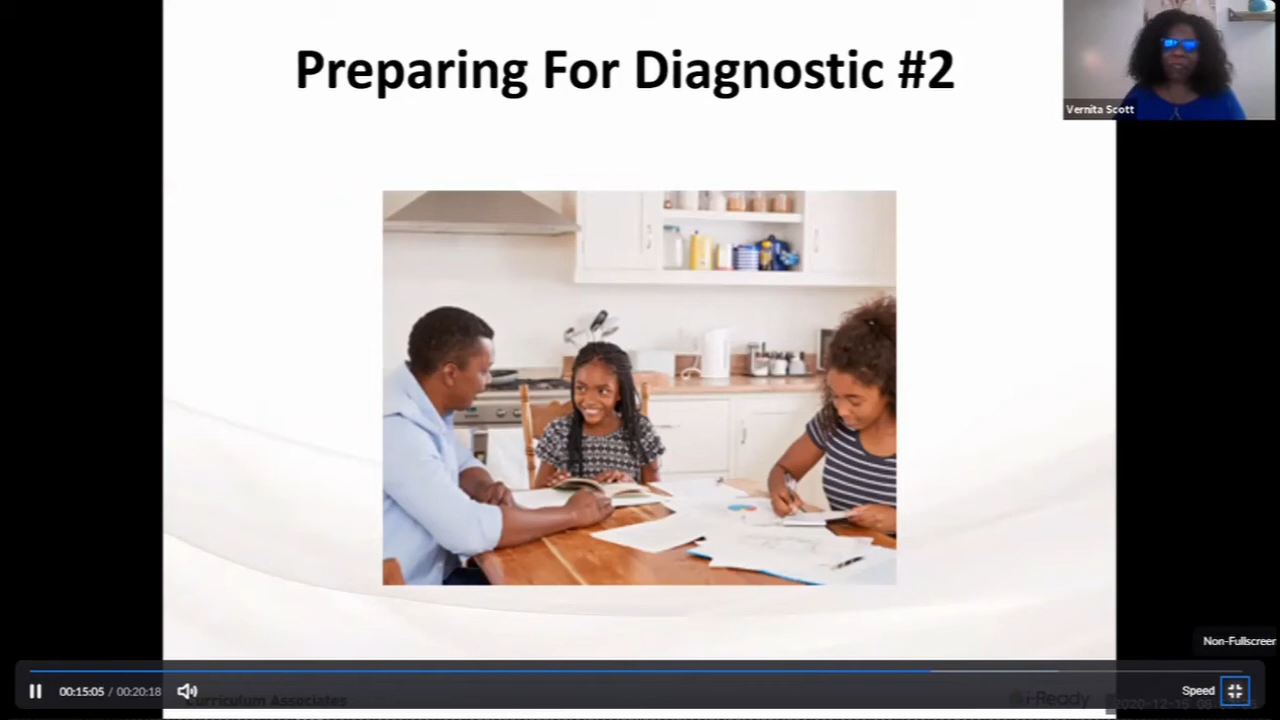 Preparing For Diagnostic #2
Vernita Scott
Non-Fullscreen
00:15:05 / 00:20:18
Speed
Curriculum Associates
i-Ready